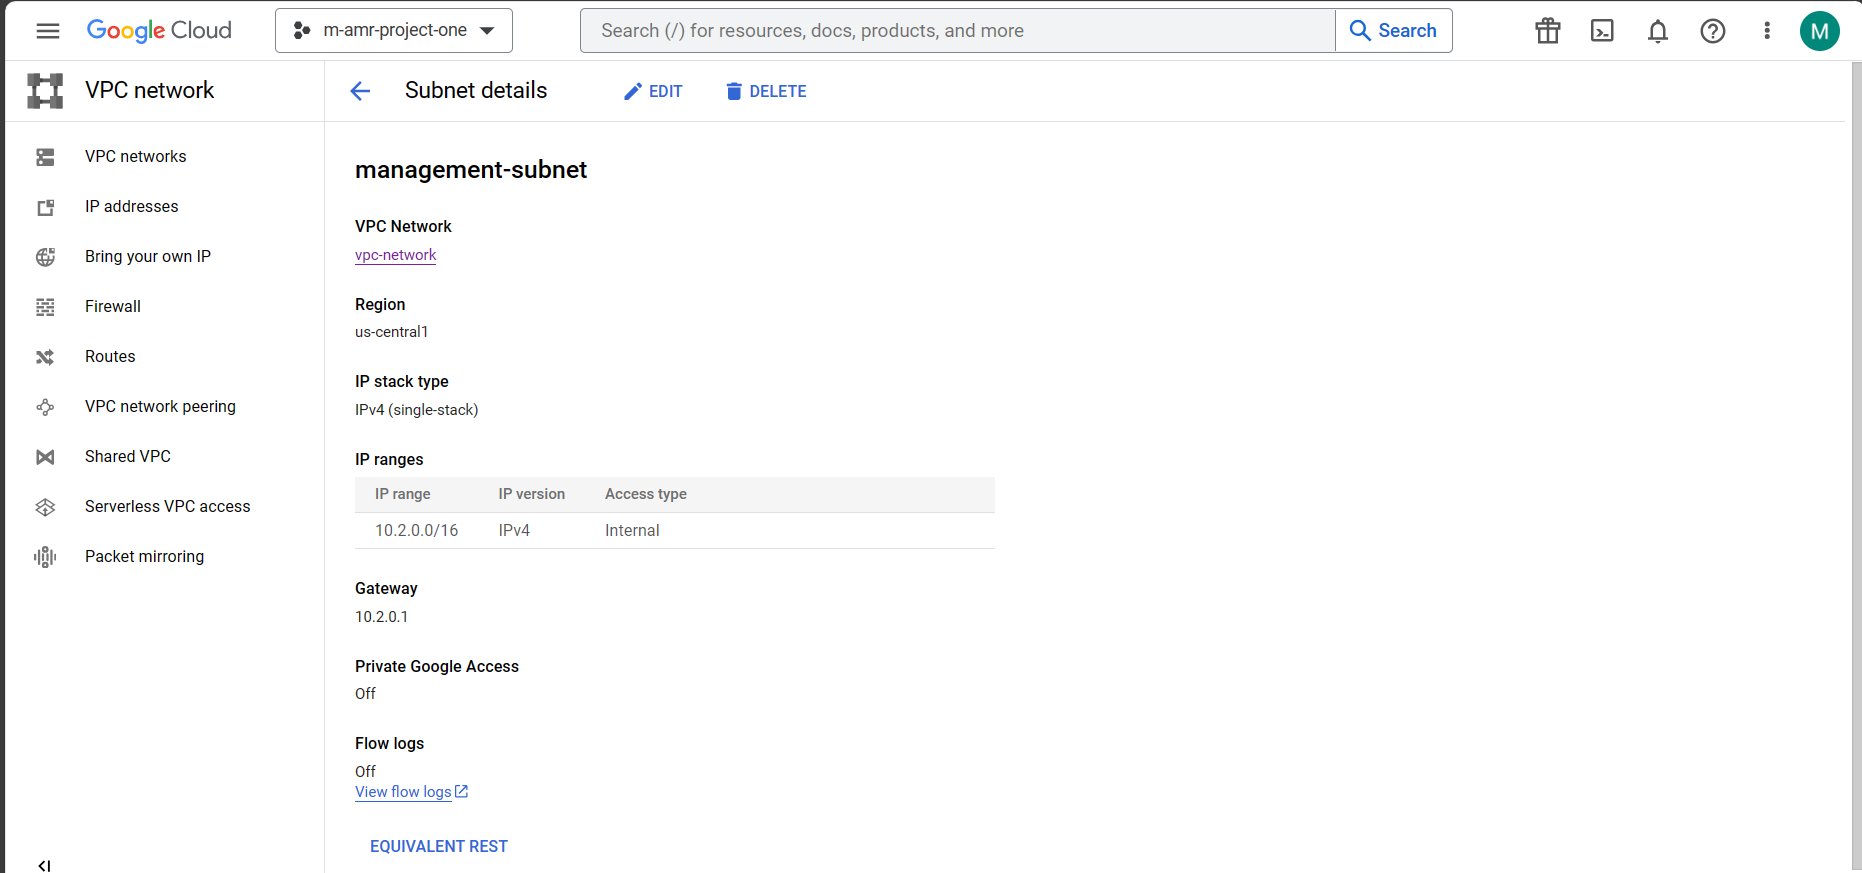 Google Cloud
m-amr-project-one
Search (/) for resources, docs, products, and more
Search
M
VPC network
Subnet details
EDIT
DELETE
VPC networks
IP addresses
Bring your own IP
Firewall
Routes
VPC network peering
Shared VPC
Serverless VPC access
Packet mirroring
management-subnet
VPC Network
vpc-network
Region
us-central1
IP stack type
IPv4 (single-stack)
IP ranges
IP range IP version Access type
10.2.0.0/16 IPv4 Internal
Gateway
10.2.0.1
Private Google Access
Off
Flow logs
Off
View flow logs
EQUIVALENT REST